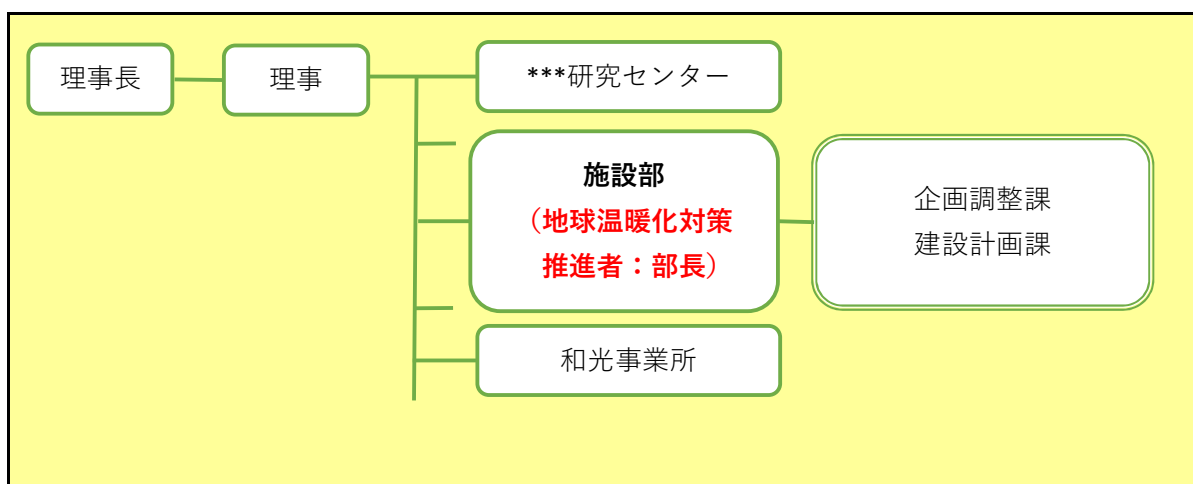 理事長
理事
***研究センター
施設部
（地球温暖化対策
推進者：部長）
企画調整課
建設計画課
和光事業所